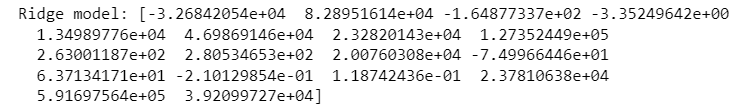 Ridge model: [-3.26842054e+04 8.28951614e+04 -1.64877337e+02 -3.35249642e+00
1.34989776e+04 4.69869146e+04 2.32820143e+04 1.27352449e+05
2.63001187e+02 2.80534653e+02 2.00760308e+04 -7.49966446e+01
6.37134171e+01 -2.10129854e-01 1.18742436e-01 2.37810638e+04
5.91697564e+05 3.92099727e+04]